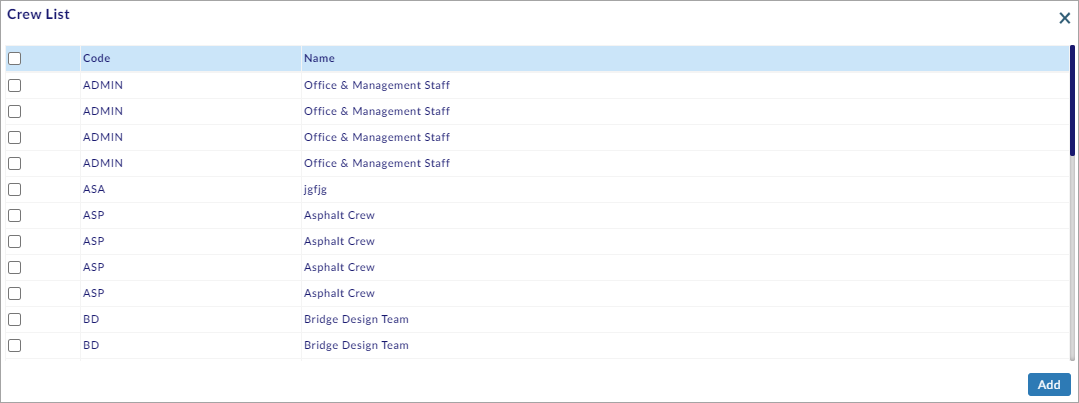 Crew List
Code Name
ADMIN Office & Management Staff
ADMIN Office & Management Staff
ADMIN Office & Management Staff
ADMIN Office & Management Staff
ASA jgfjg
ASP Asphalt Crew
ASP Asphalt Crew
ASP Asphalt Crew
ASP Asphalt Crew
BD Bridge Design Team
BD Bridge Design Team
Add